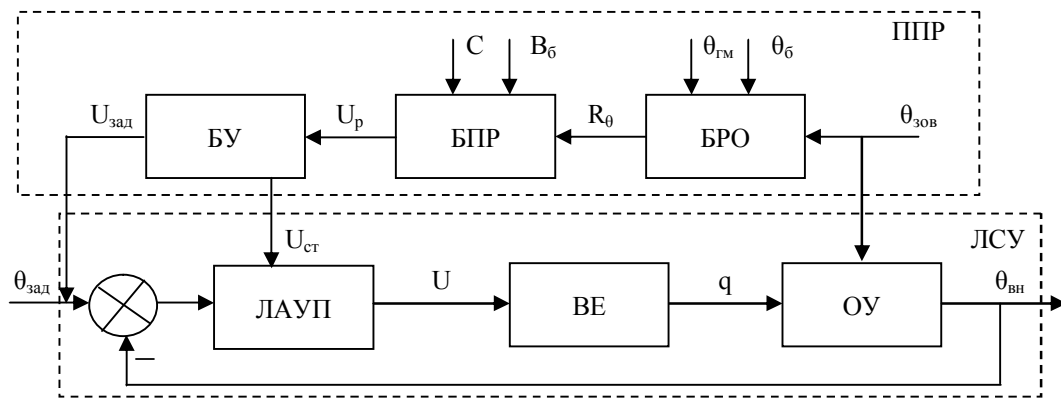 ППР
C
Bб
θгм
θб
Uзад
БУ
Uр
БПР
Rθ
БРО
θзов
Uст
ЛСУ
θзад
ЛАУП
U
ВЕ
q
ОУ
θвн